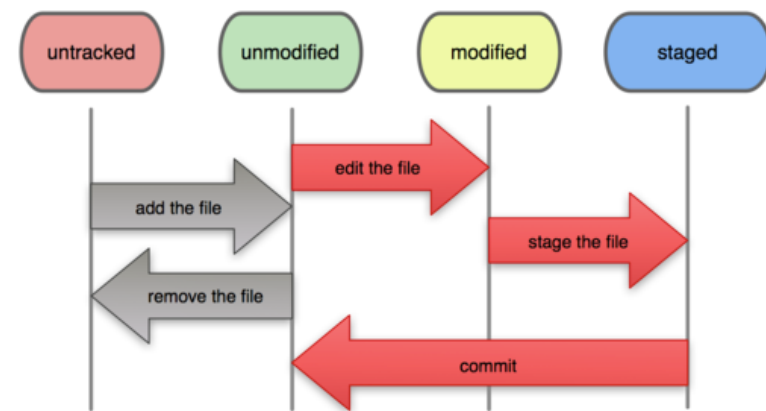 untracked
unmodified
modified
staged
edit the file
add the file
stage the file
remove the file
commit